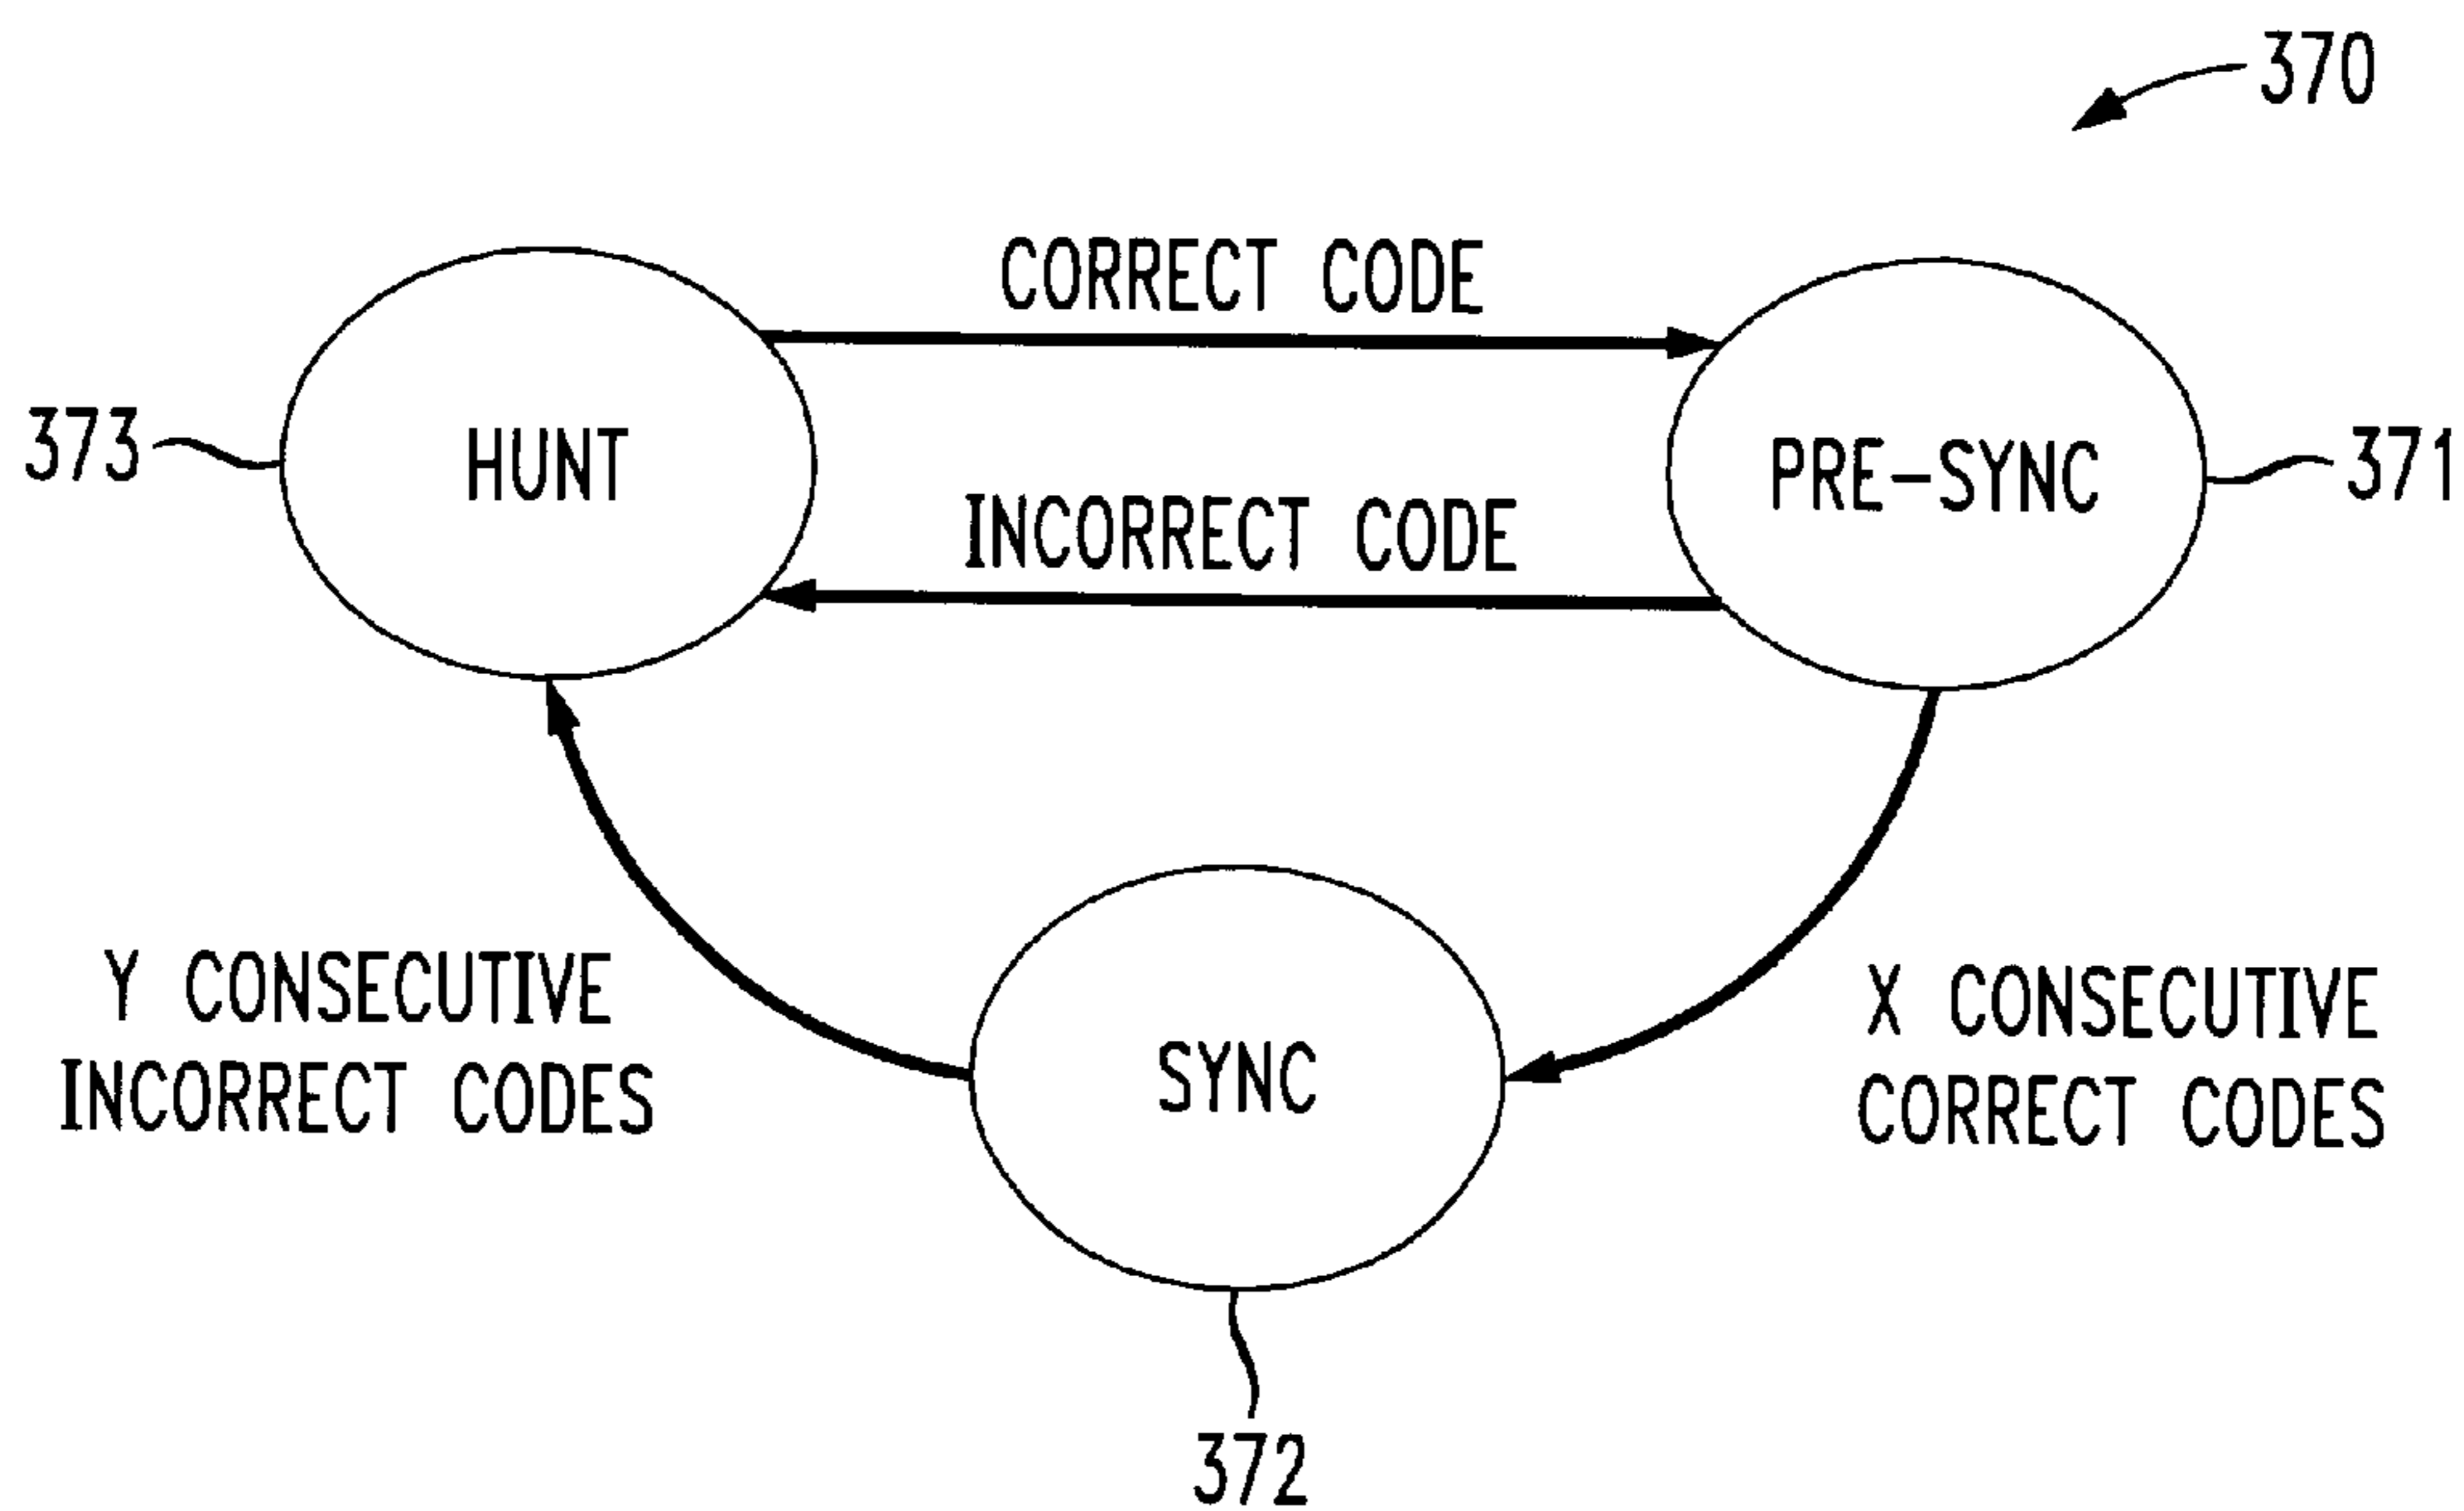 370
CORRECT CODE
373
HUNT
PRE-SYNC
371
INCORRECT CODE
Y CONSECUTIVE
INCORRECT CODES
SYNC
X CONSECUTIVE
CORRECT CODES
372